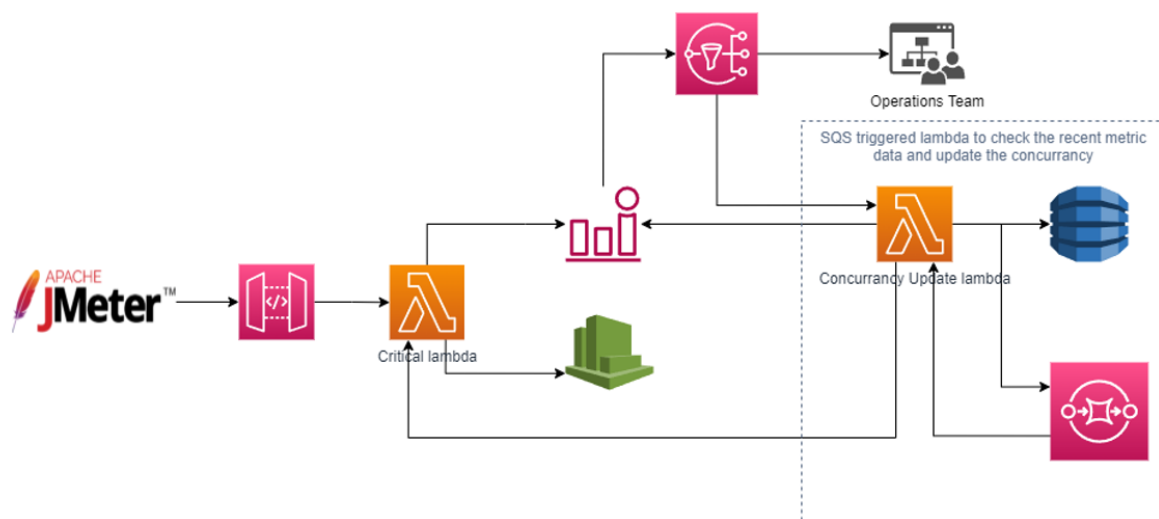 Operations Team
SQS triggered lambda to check the recent metric
data and update the concurrancy
APACHE
JMeter™
Critical lambda
Concurrancy Update lambda